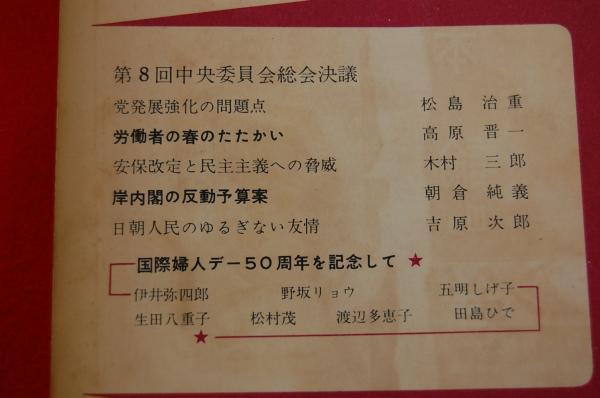 第8回中央委員会総会決議
党発展強化の問題点 松島治重
労働者の春のたたかい 高原晋一
安保改定と民主主義への脅威 木村三郎
岸内閣の反動予算案 朝倉純義
日朝人民のゆるぎない友情 吉原次郎
国際婦人デー50周年を記念して ★
伊井弥四郎 野坂リョウ 五明しげ子
生田八重子 松村茂 渡辺多恵子 田島ひで
★